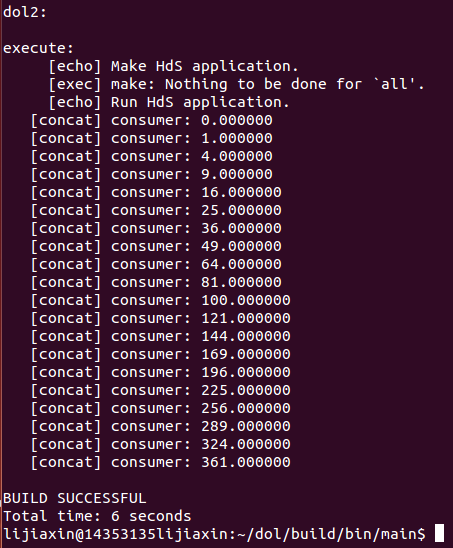 dol2:
execute:
[echo] Make HdS application.
[exec] make: Nothing to be done for `all'.
[echo] Run HdS application.
[concat] consumer: 0.000000
[concat] consumer: 1.000000
[concat] consumer: 4.000000
[concat] consumer: 9.000000
[concat] consumer: 16.000000
[concat] consumer: 25.000000
[concat] consumer: 36.000000
[concat] consumer: 49.000000
[concat] consumer: 64.000000
[concat] consumer: 81.000000
[concat] consumer: 100.000000
[concat] consumer: 121.000000
[concat] consumer: 144.000000
[concat] consumer: 169.000000
[concat] consumer: 196.000000
[concat] consumer: 225.000000
[concat] consumer: 256.000000
[concat] consumer: 289.000000
[concat] consumer: 324.000000
[concat] consumer: 361.000000
BUILD SUCCESSFUL
Total time: 6 seconds
lijiaxin@14353135lijiaxin:~/dol/build/bin/main$